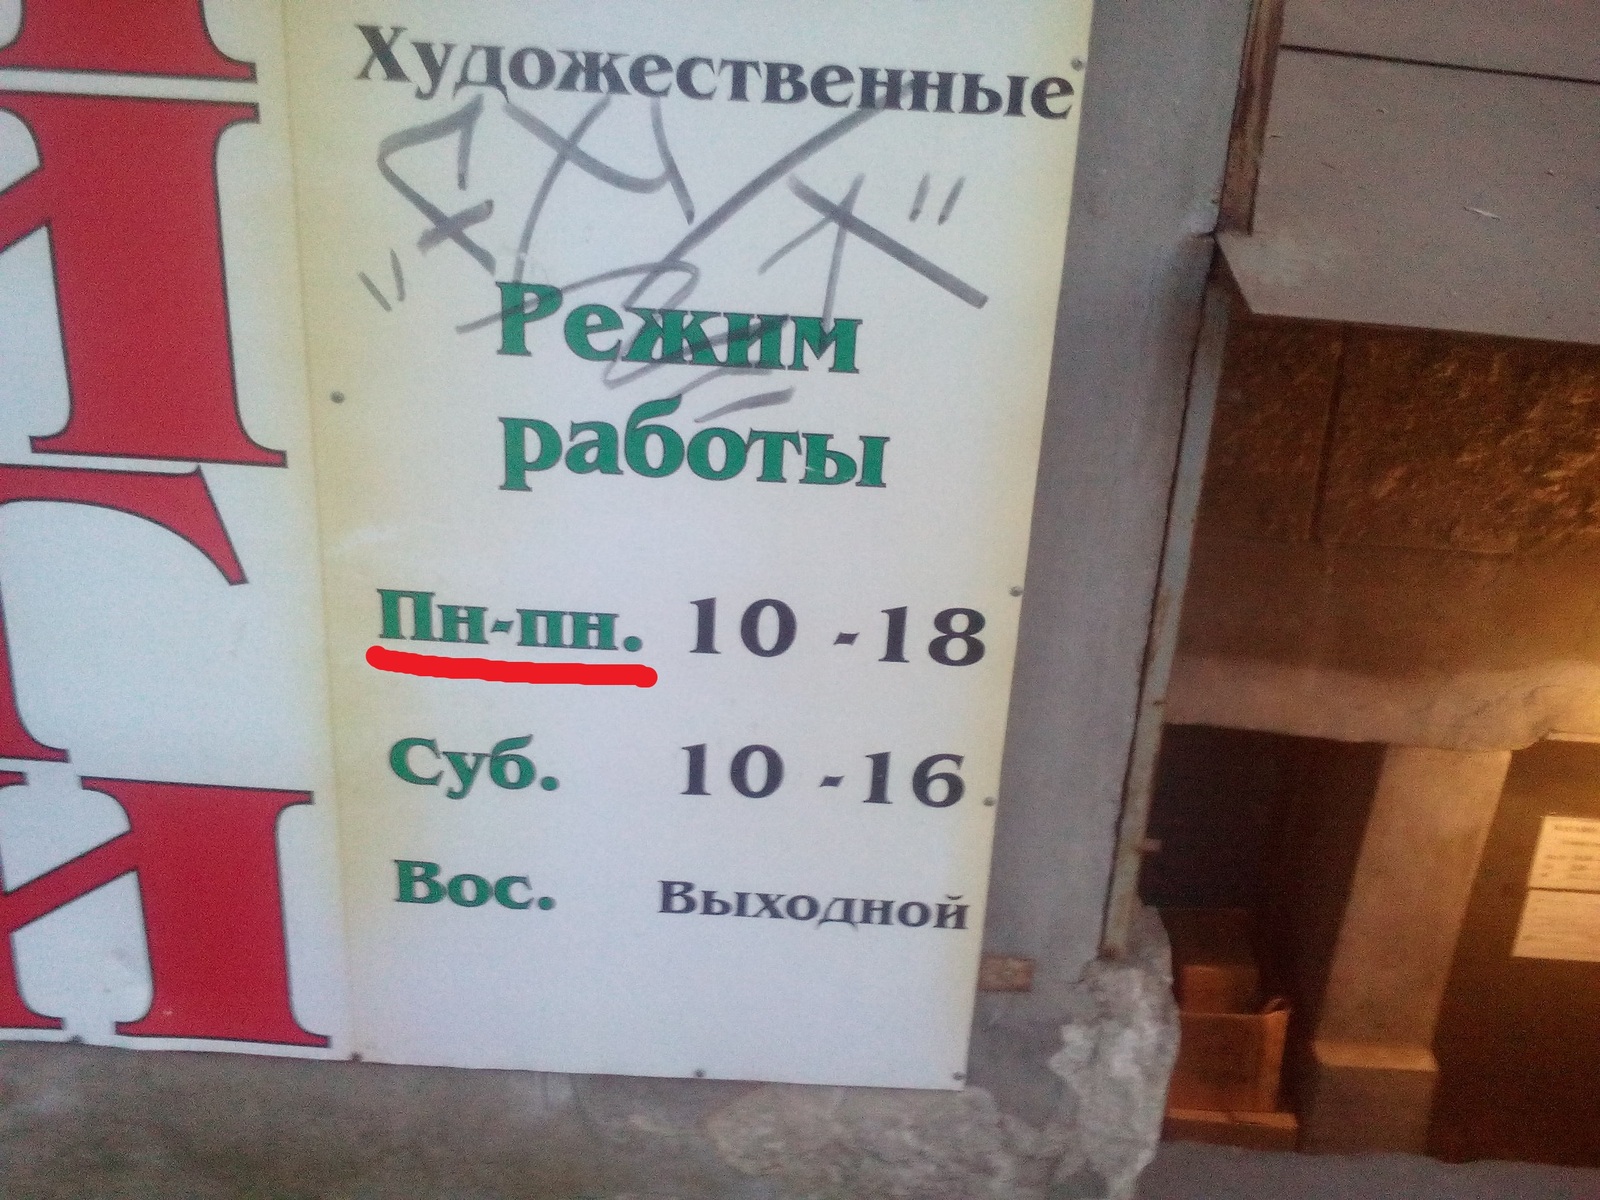 Художественные
Режим
работы
Пн-пн. 10 -18
Суб. 10 -16
Вос. Выходной